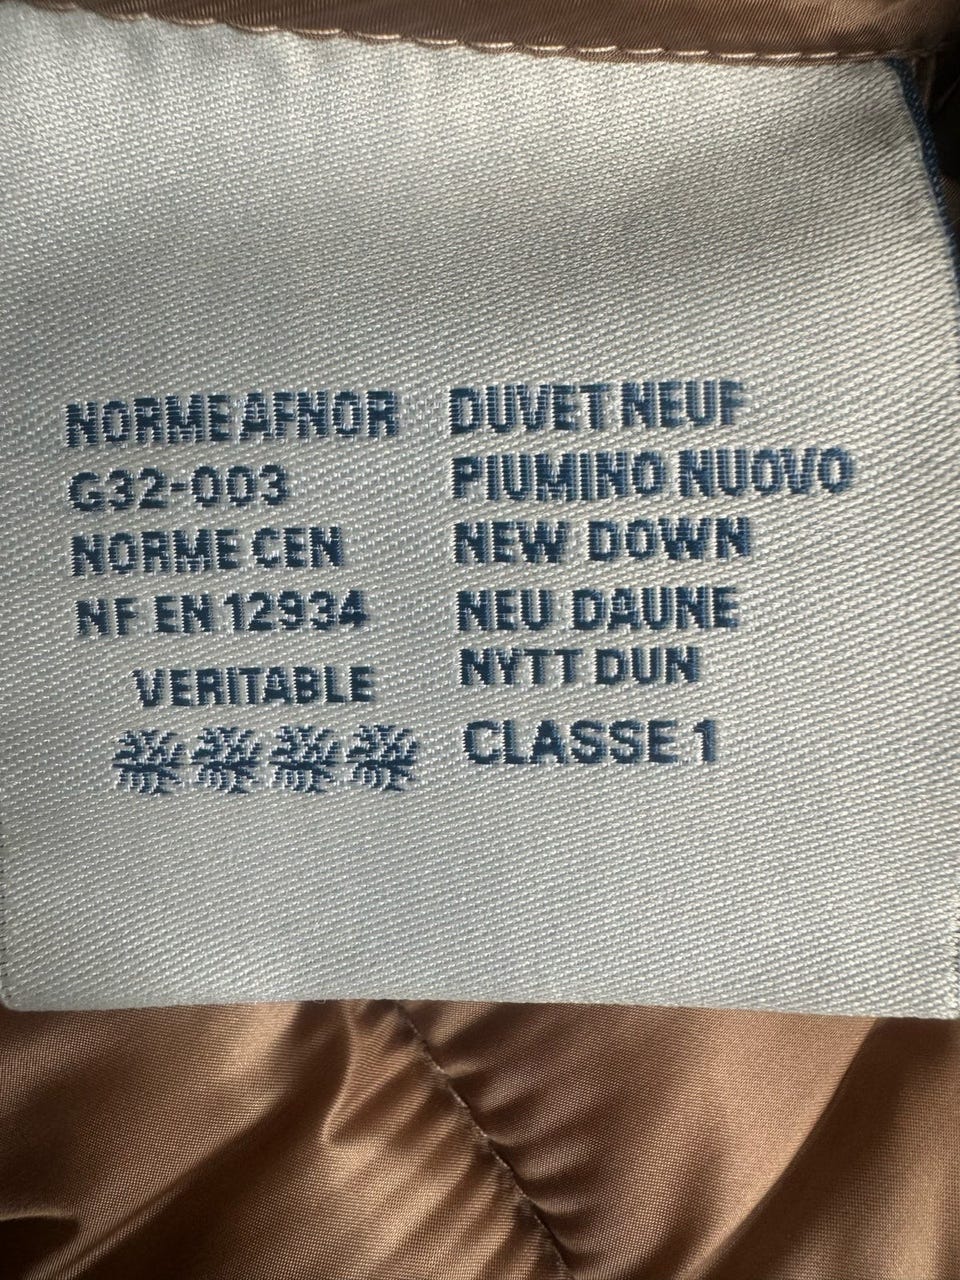 NORME AFNOR
G32-003
NORME CEN
NF EN 12934
VERITABLE
DUVET NEUF
PIUMINO NUOVO
NEW DOWN
NEU DAUNE
NYTT DUN
CLASSE 1